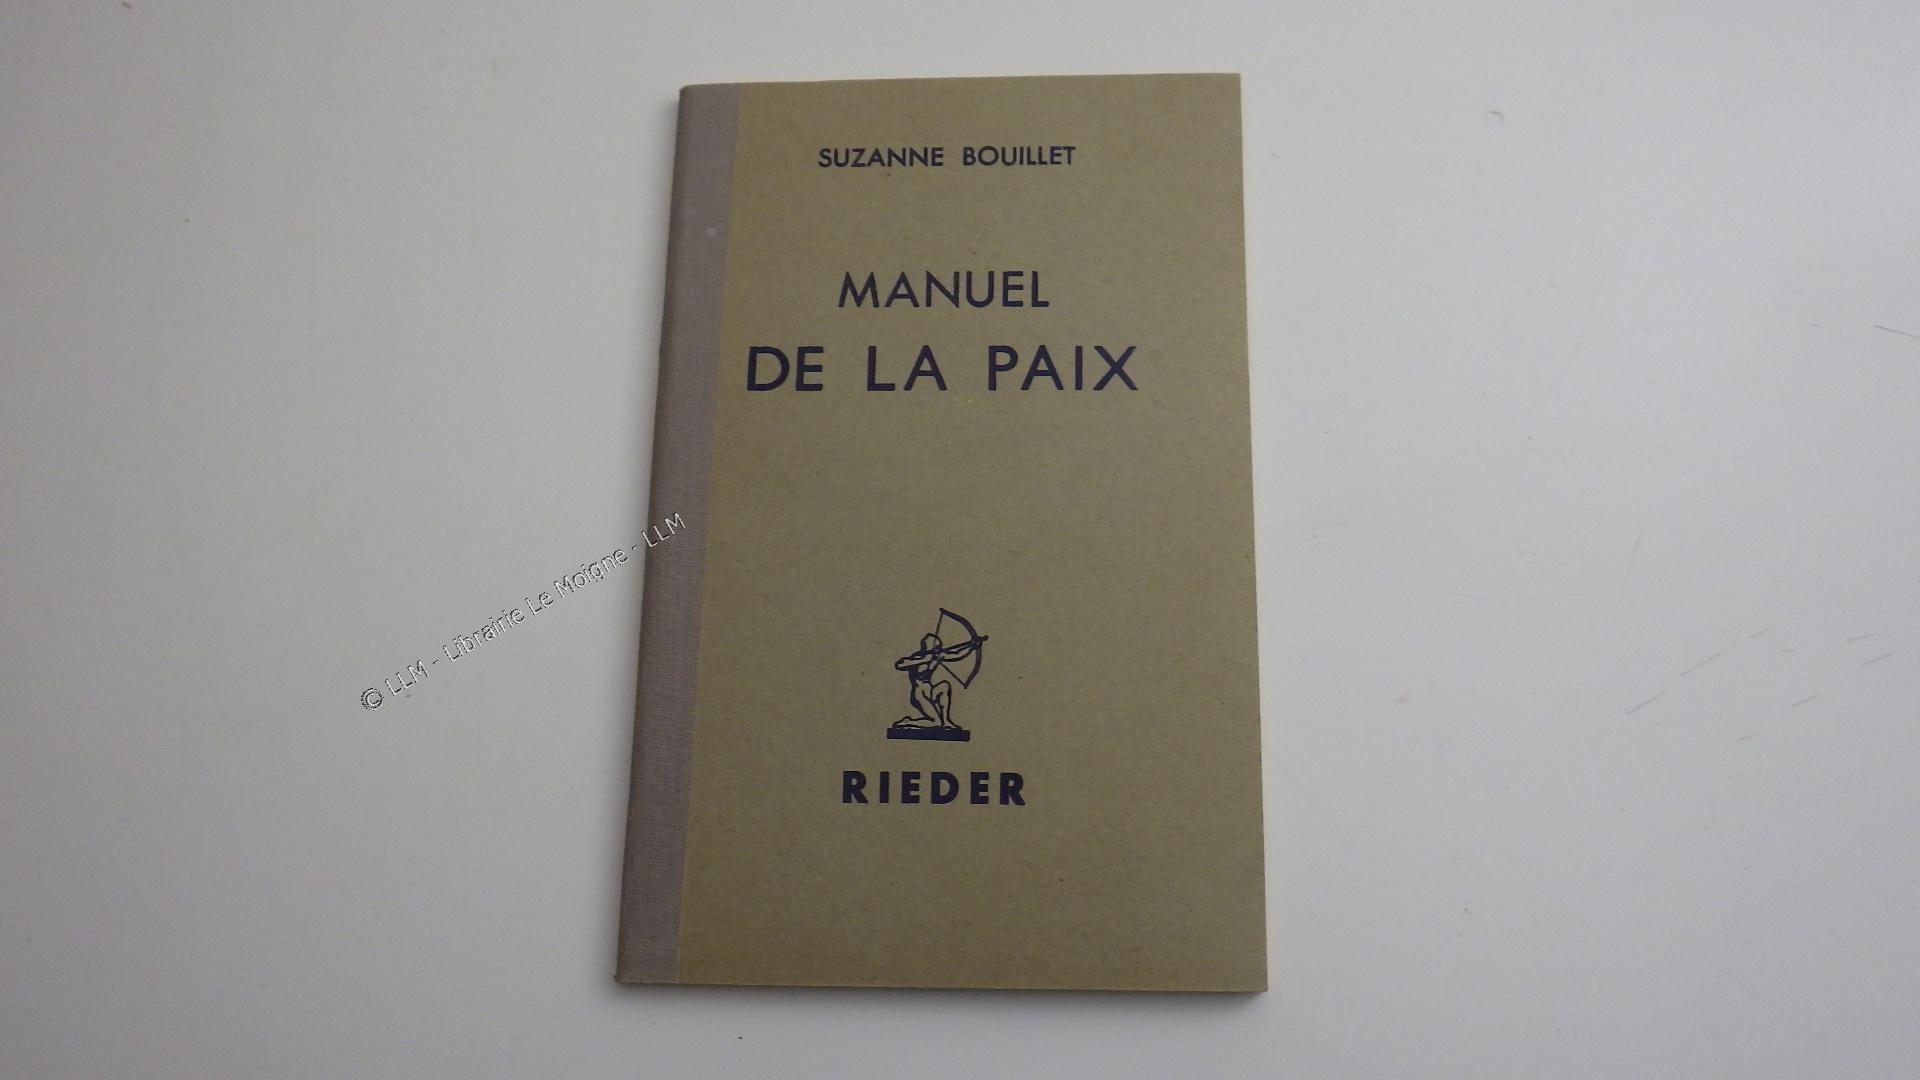 SUZANNE BOUILLET
MANUEL
DE LA PAIX
© LLM - Librairie Le Moigne - LLM
RIEDER